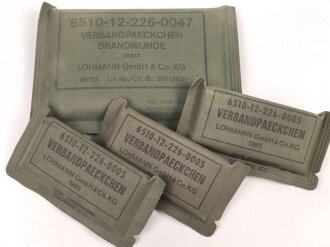 6510-12-226-0047
VERBANDPAECKCHEN
BRANDWUNDE
steril
LOHMANN GmbH & Co. KG
09/93 Lot No/Ch.-B.
6510-12-226-0005
VERBANDPAECKCHEN
LOHMANN GmbH & Co. KG
1985
6510-12-226-0005
VERBANDPAECKCHEN
LOHMANN GmbH & Co. KG
1985
6510-12-226-0005
VERBANDPAECKCHEN
LOHMANN GmbH & Co. KG
1985